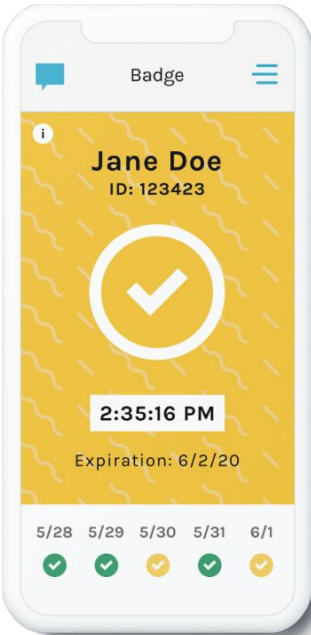 Badge
i
Jane Doe
ID: 123423
2:35:16 PM
Expiration: 6/2/20
5/28 5/29 5/30 5/31 6/1